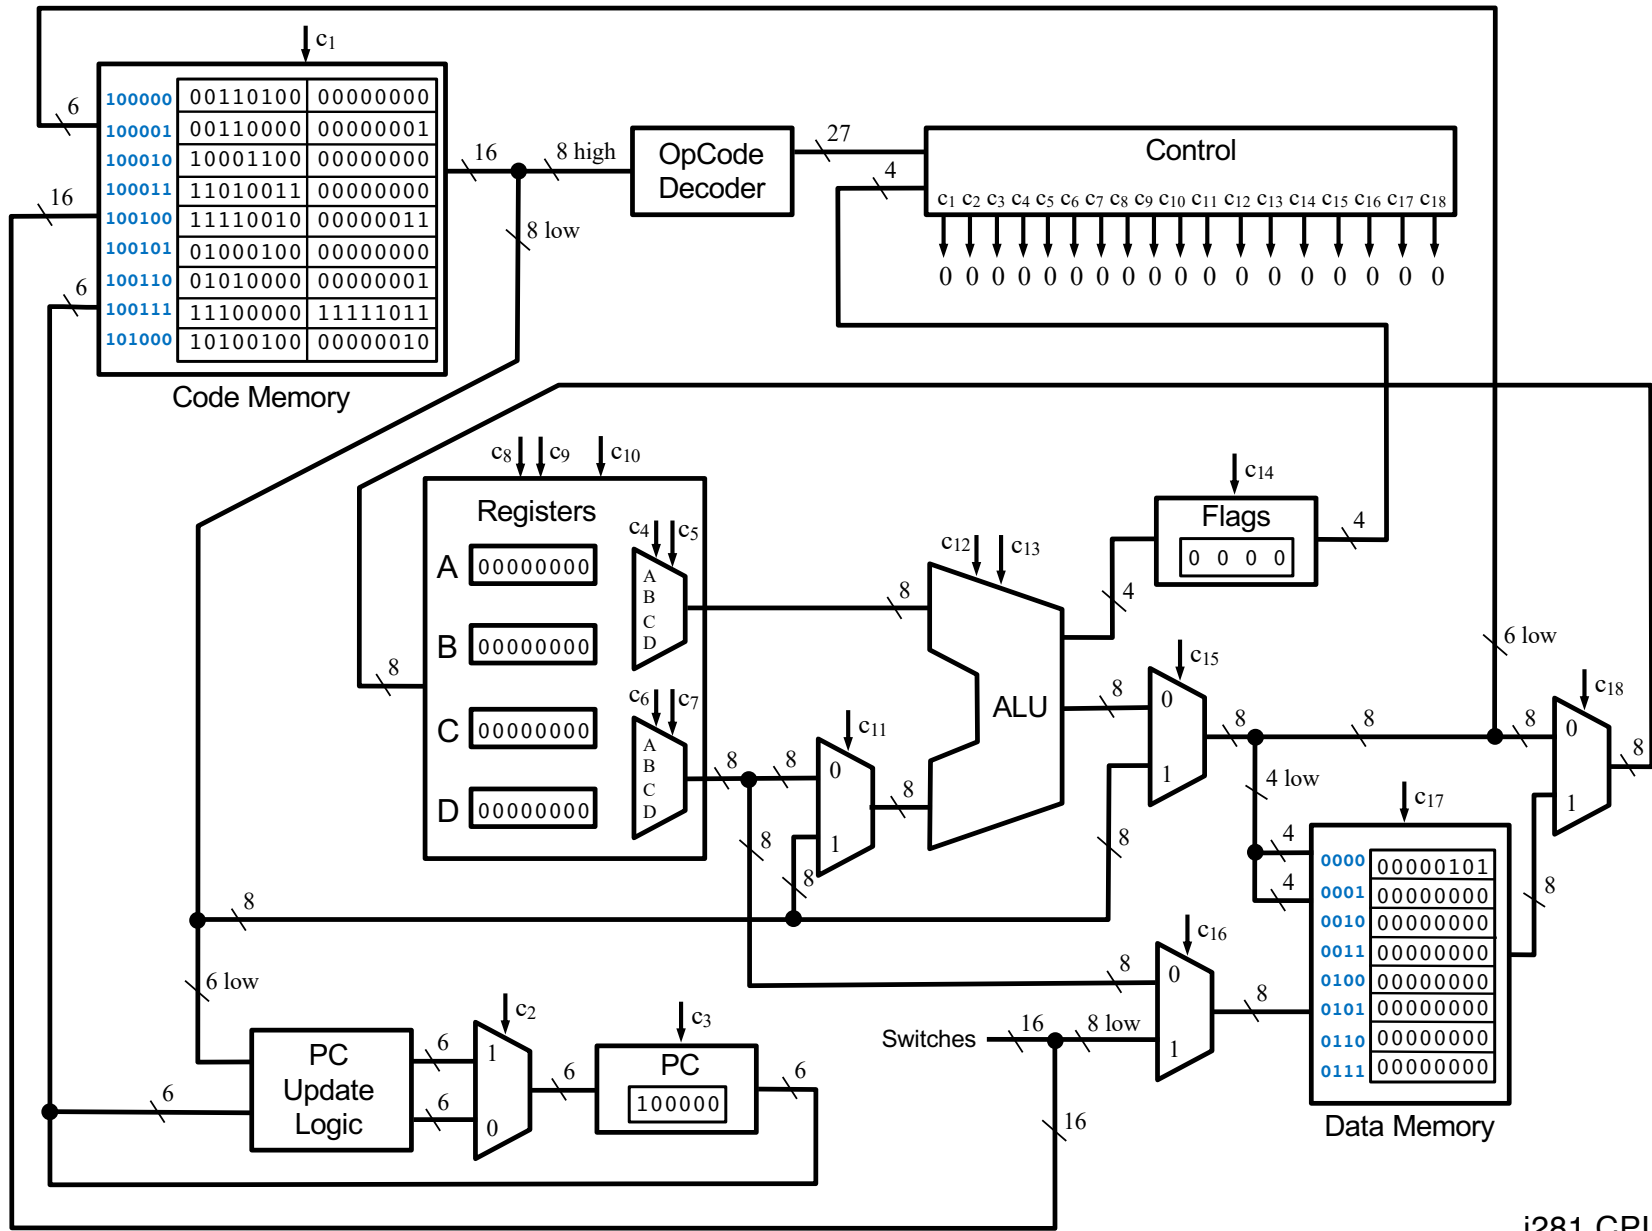 c1
100000 00110100 00000000
100001 00110000 00000001
100010 10001100 00000000
100011 11010011 00000000
100100 11110010 00000011
100101 01000100 00000000
100110 01010000 00000001
100111 11100000 11111011
101000 10100100 00000010
Code Memory
6
16
6
16
8 high
8 low
OpCode
Decoder
27
4
Control
c1 c2 c3 c4 c5 c6 c7 c8 c9 c10 c11 c12 c13 c14 c15 c16 c17 c18
0 0 0 0 0 0 0 0 0 0 0 0 0 0 0 0 0 0
c8 c9 c10
Registers
A 00000000
B 00000000
C 00000000
D 00000000
c4 c5
A
B
C
D
c6 c7
A
B
C
D
8
8
8
8
8
c11
0
1
8
8
c12 c13
ALU
8
4
c14
Flags
0 0 0 0
4
c15
0
1
8
8
8
8
6 low
8
c18
0
1
8
4 low
4
4
c17
0000 00000101
0001 00000000
0010 00000000
0011 00000000
0100 00000000
0101 00000000
0110 00000000
0111 00000000
Data Memory
8
c16
0
1
8
8
Switches
16
8 low
16
8
6 low
6
PC
Update
Logic
6
6
c2
1
0
6
c3
PC
100000
6